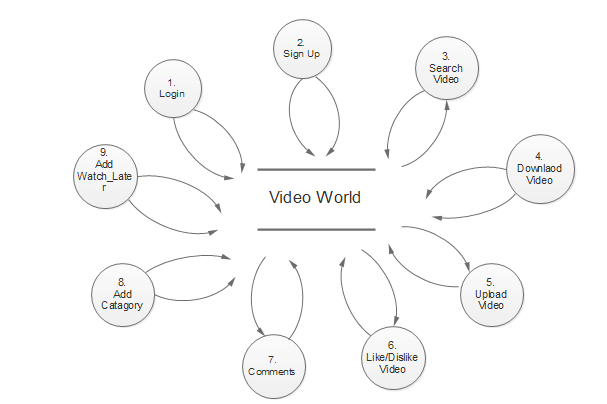 1.
Login
2.
Sign Up
3.
Search
Video
4.
Downlaod
Video
5.
Upload
Video
6.
Like/Dislike
Video
7.
Comments
8.
Add
Catagory
9.
Add
Watch_Late
r
Video World